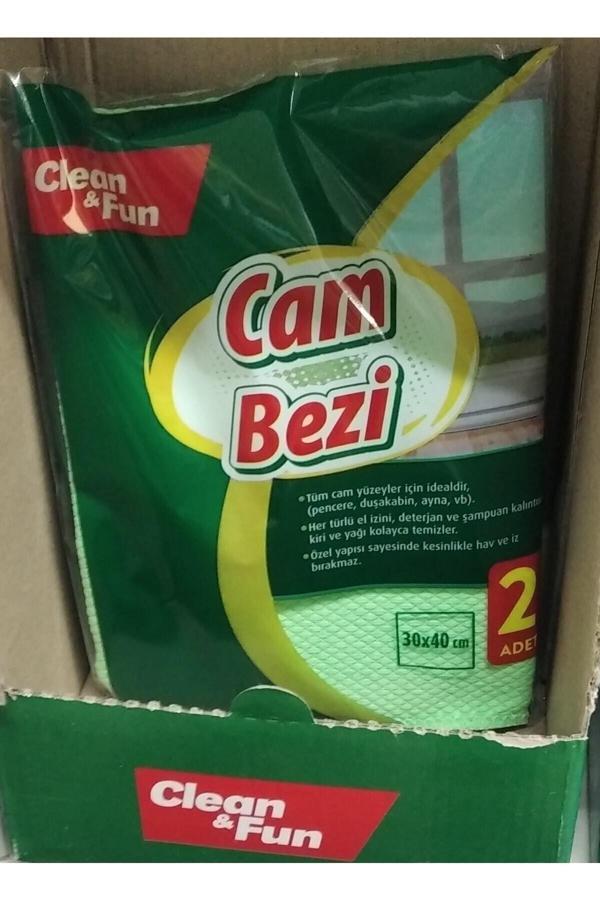 Clean
& Fun
Cam
Bezi
•Tüm cam yüzeyler için idealdir,
(pencere, duşakabin, ayna, vb).
•Her türlü el izini, deterjan ve şampuan
kiri ve yağı kolayca temizler.
•Özel yapısı sayesinde kesinlikle hav ve iz
bırakmaz.
2
ADET
30x40 cm
Clean
& Fun